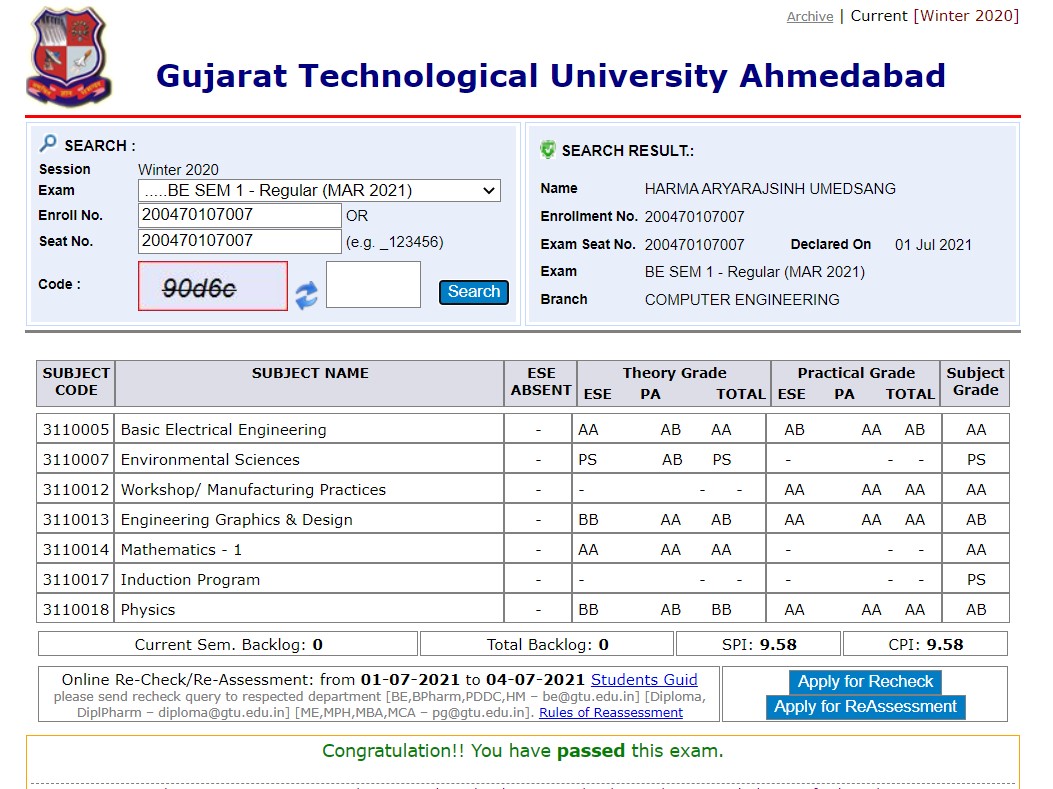 Archive | Current [Winter 2020]
Gujarat Technological University Ahmedabad
SEARCH :
Session Winter 2020
Exam .....BE SEM 1 - Regular (MAR 2021)
Enroll No. 200470107007 OR
Seat No. 200470107007 (e.g. _123456)
Code : 90d6c Search
SEARCH RESULT.:
Name HARMA ARYARAJSINH UMEDSANG
Enrollment No. 200470107007
Exam Seat No. 200470107007 Declared On 01 Jul 2021
Exam BE SEM 1 - Regular (MAR 2021)
Branch COMPUTER ENGINEERING
SUBJECT CODE SUBJECT NAME ESE ABSENT Theory Grade ESE PA TOTAL Practical Grade ESE PA TOTAL Subject Grade
3110005 Basic Electrical Engineering - AA AB AA AB AA AB AA
3110007 Environmental Sciences - PS AB PS - - - PS
3110012 Workshop/ Manufacturing Practices - - - - AA AA AA AA
3110013 Engineering Graphics & Design - BB AA AB AA AA AA AB
3110014 Mathematics - 1 - AA AA AA - - - AA
3110017 Induction Program - - - - - - - PS
3110018 Physics - BB AB BB AA AA AA AB
Current Sem. Backlog: 0 Total Backlog: 0 SPI: 9.58 CPI: 9.58
Online Re-Check/Re-Assessment: from 01-07-2021 to 04-07-2021 Students Guid
please send recheck query to respected department [BE,BPharm,PDDC,HM – be@gtu.edu.in] [Diploma,
DiplPharm – diploma@gtu.edu.in] [ME,MPH,MBA,MCA – pg@gtu.edu.in]. Rules of Reassessment
Apply for Recheck
Apply for ReAssessment
Congratulation!! You have passed this exam.